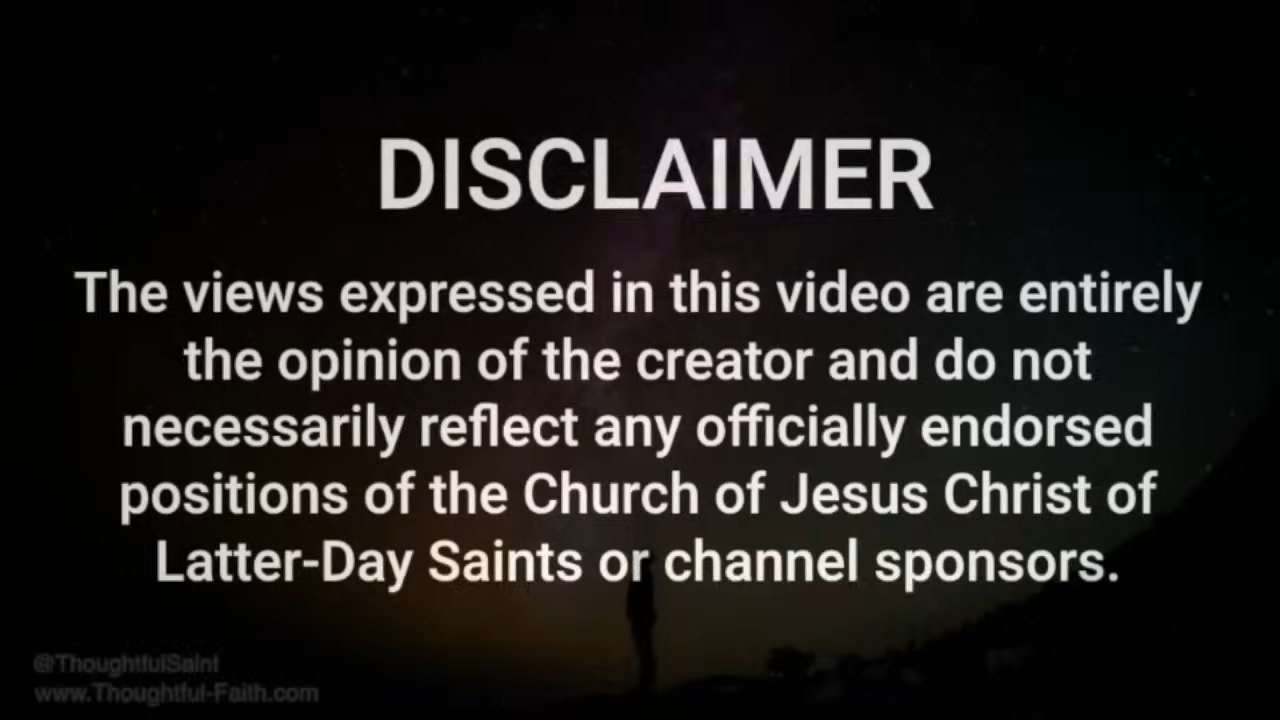 DISCLAIMER
The views expressed in this video are entirely
the opinion of the creator and do not
necessarily reflect any officially endorsed
positions of the Church of Jesus Christ of
Latter-Day Saints or channel sponsors.
@ThoughtfulSaint
www.Thoughtful-Faith.com